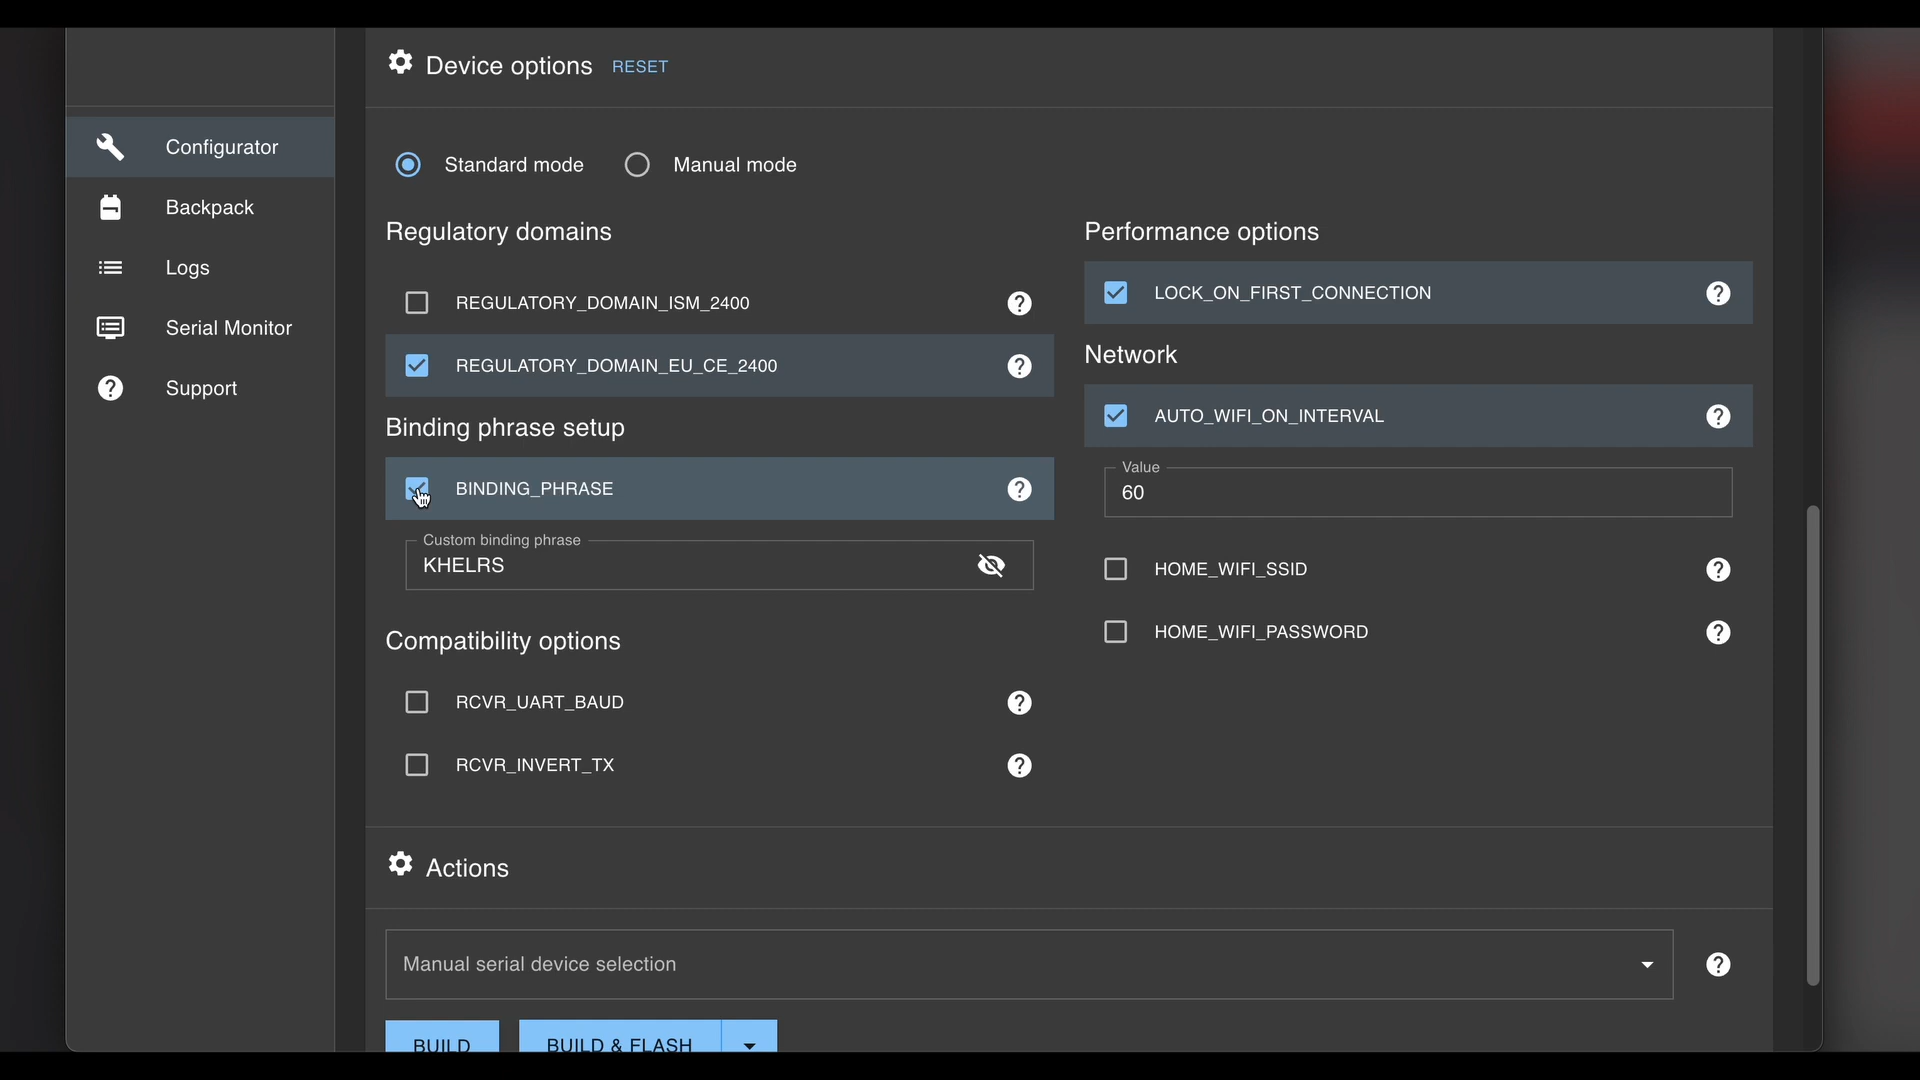 Device options RESET
Configurator
Backpack
Logs
Serial Monitor
Support
Standard mode Manual mode
Regulatory domains
REGULATORY_DOMAIN_ISM_2400
REGULATORY_DOMAIN_EU_CE_2400
Binding phrase setup
BINDING_PHRASE
Custom binding phrase
KHELRS
Compatibility options
RCVR_UART_BAUD
RCVR_INVERT_TX
Performance options
LOCK_ON_FIRST_CONNECTION
Network
AUTO_WIFI_ON_INTERVAL
Value
60
HOME_WIFI_SSID
HOME_WIFI_PASSWORD
Actions
Manual serial device selection
BUILD BUILD & FLASH